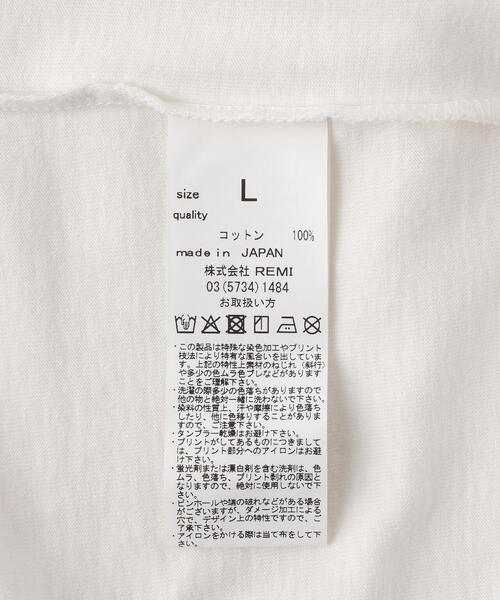 size L
quality
コットン 100%
made in JAPAN
株式会社 REMI
03(5734)1484
お取扱い方
・この製品は特殊な染色加工やプリント
技法により特有な風合いを出していま
す。上記の特性上素材のねじれ(斜行)
や多少の色ムラ色ブレなどがあります
ことをご理解下さい。
・洗濯の際多少の色落ちがありますので
他の物と絶対一緒に洗わないで下さい。
・染料の性質上、汗や摩擦により色落ち
したり、他に色移りすることがありま
すので、ご注意下さい。
・タンブラー乾燥はお避け下さい。
・プリントがしてあるものにつきまして
は、プリント部分へのアイロンはお避け
下さい。
・蛍光剤または漂白剤を含む洗剤は、色
ムラ、色落ち、プリント剥れの原因と
なりますので、絶対に使用しないで下
さい。
・ピンホールや裾の破れなどがある場合
がございますが、ダメージ加工による
穴で、デザイン上の特性ですので、ご
了承下さい。
・アイロンをかける際は当て布をして下
さい。